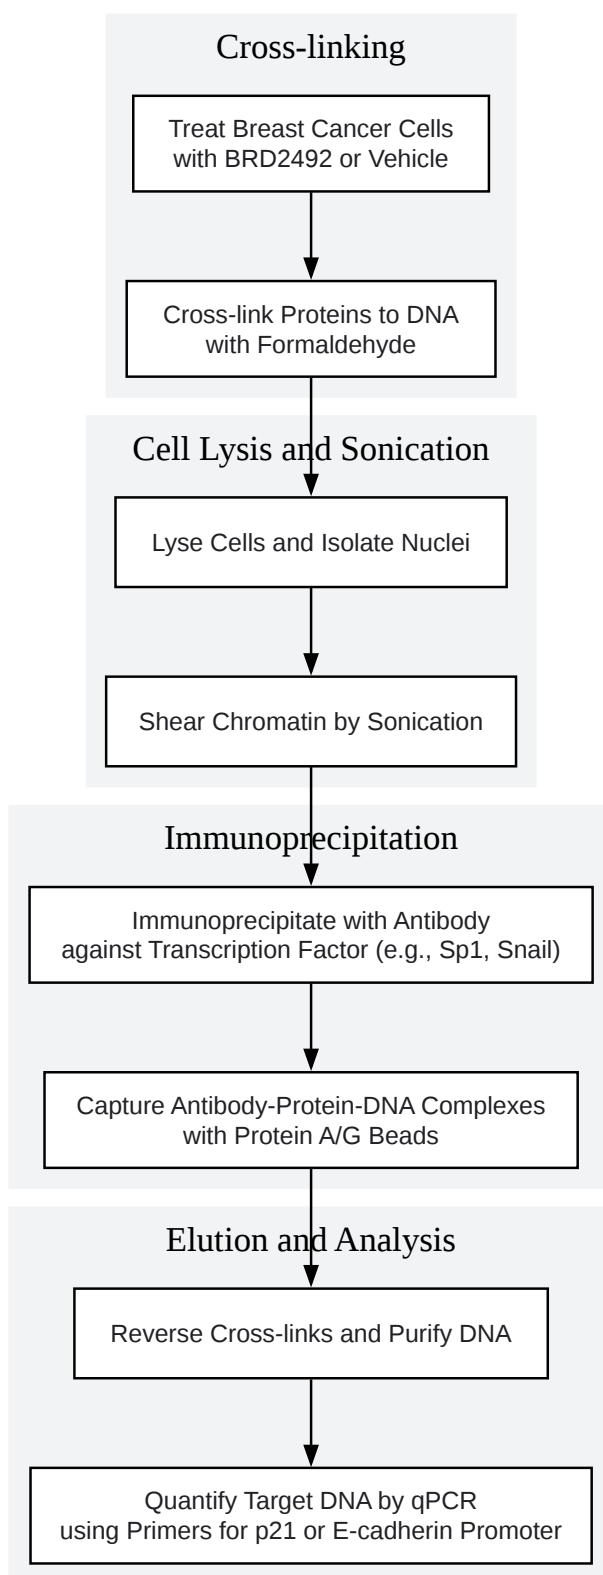 Cross-linking
Treat Breast Cancer Cells
with BRD2492 or Vehicle
Cross-link Proteins to DNA
with Formaldehyde
Cell Lysis and Sonication
Lyse Cells and Isolate Nuclei
Shear Chromatin by Sonication
Immunoprecipitation
Immunoprecipitate with Antibody
against Transcription Factor (e.g., Sp1, Snail)
Capture Antibody-Protein-DNA Complexes
with Protein A/G Beads
Elution and Analysis
Reverse Cross-links and Purify DNA
Quantify Target DNA by qPCR
using Primers for p21 or E-cadherin Promoter